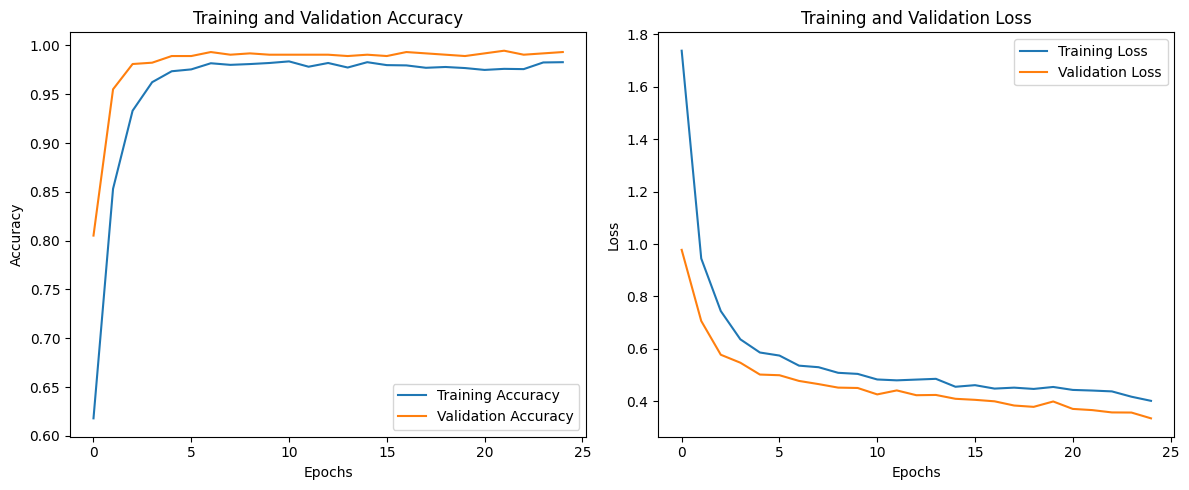 Training and Validation Accuracy
Accuracy
1.00
0.95
0.90
0.85
0.80
0.75
0.70
0.65
0.60
Training Accuracy
Validation Accuracy
0 5 10 15 20 25
Epochs
Training and Validation Loss
Loss
1.8
1.6
1.4
1.2
1.0
0.8
0.6
0.4
Training Loss
Validation Loss
0 5 10 15 20 25
Epochs